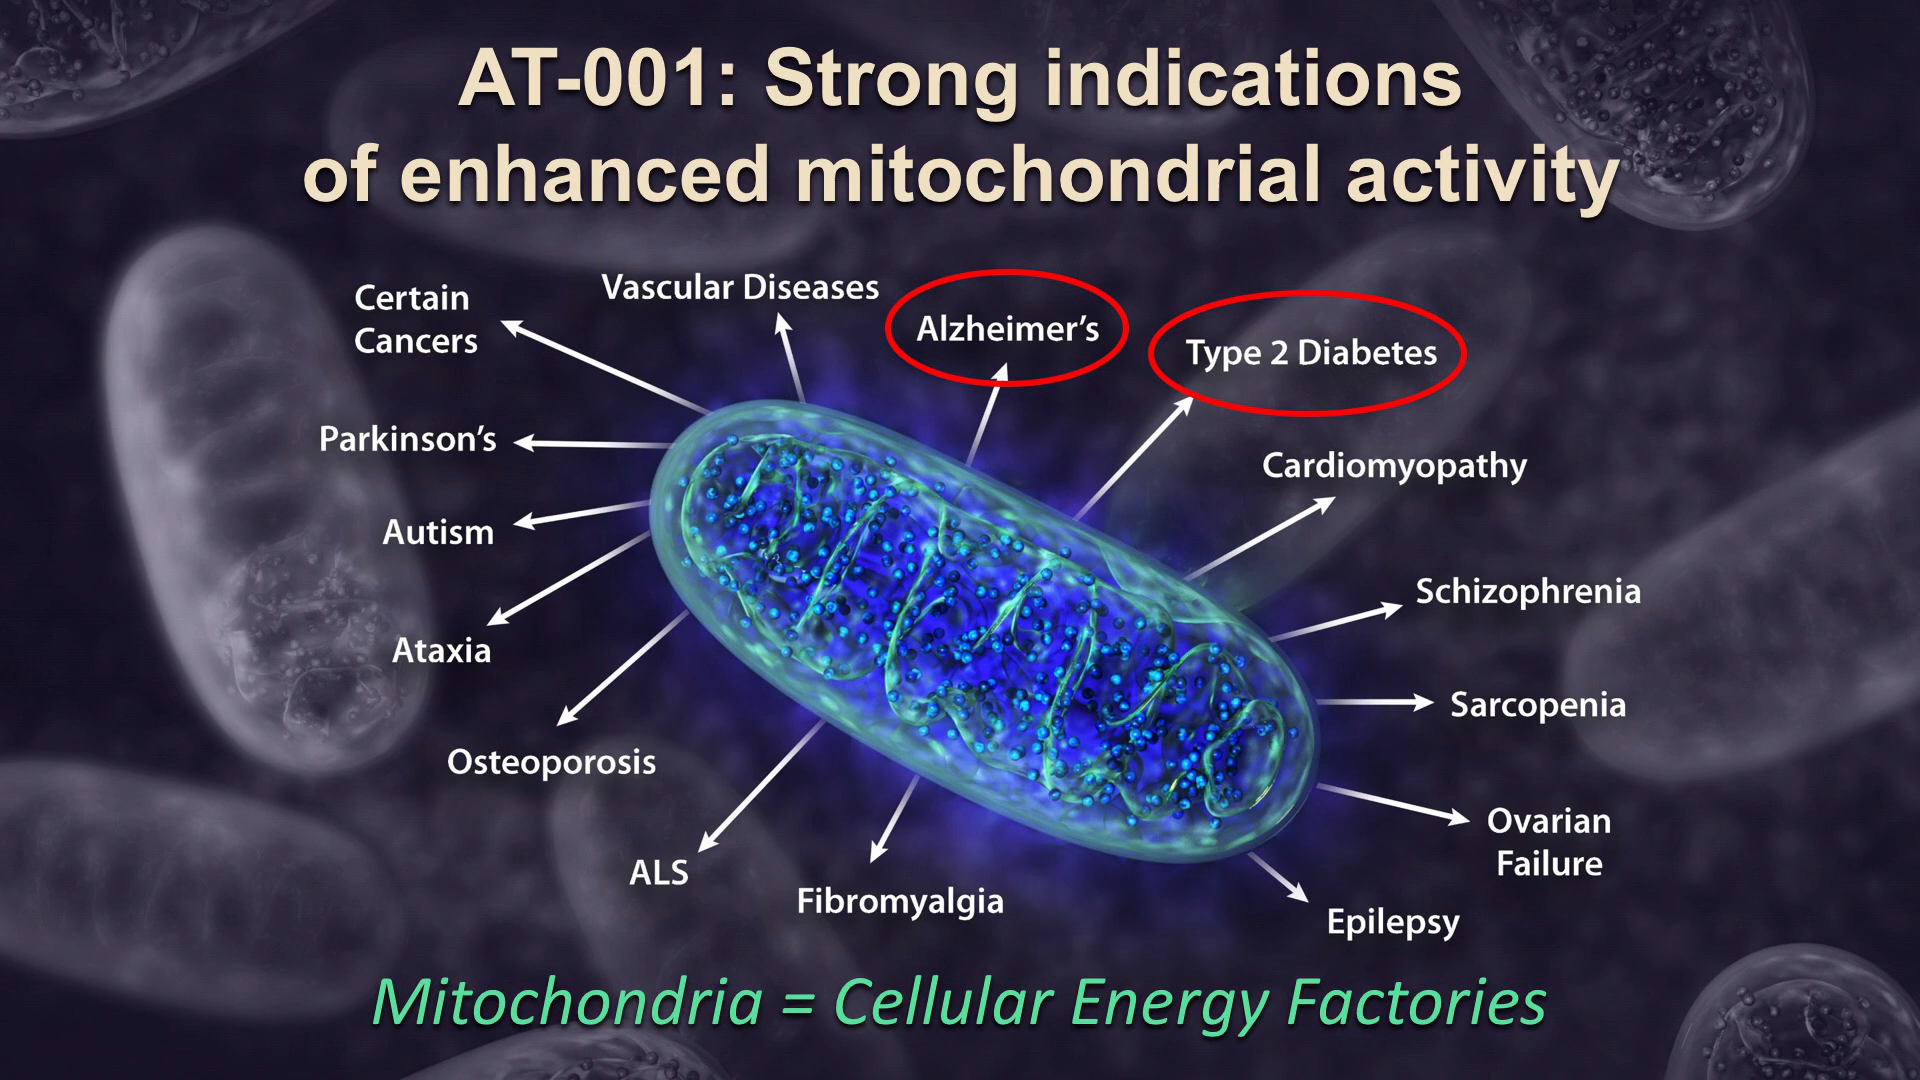 AT-001: Strong indications
of enhanced mitochondrial activity
Certain
Cancers
Vascular Diseases
Alzheimer’s
Type 2 Diabetes
Parkinson’s
Cardiomyopathy
Autism
Schizophrenia
Ataxia
Sarcopenia
Osteoporosis
Ovarian
Failure
ALS
Fibromyalgia
Epilepsy
Mitochondria = Cellular Energy Factories